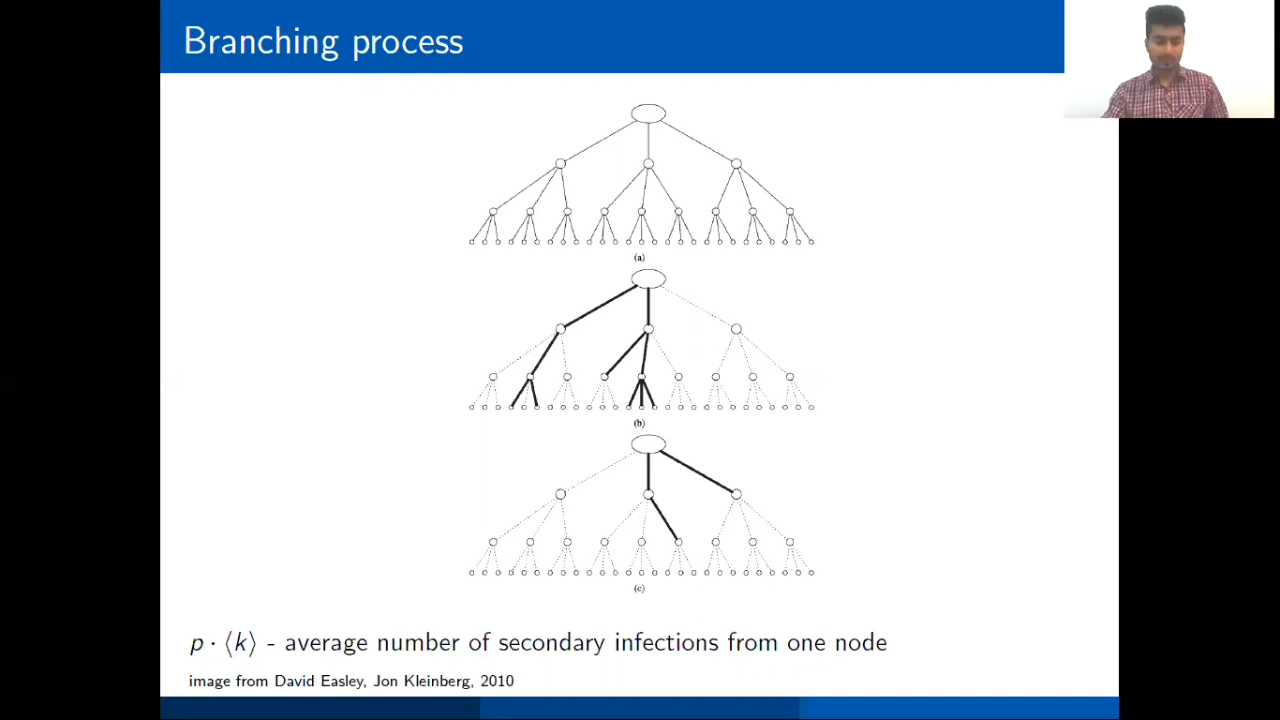 Branching process
(a)
(b)
(c)
p · ⟨k⟩ - average number of secondary infections from one node
image from David Easley, Jon Kleinberg, 2010